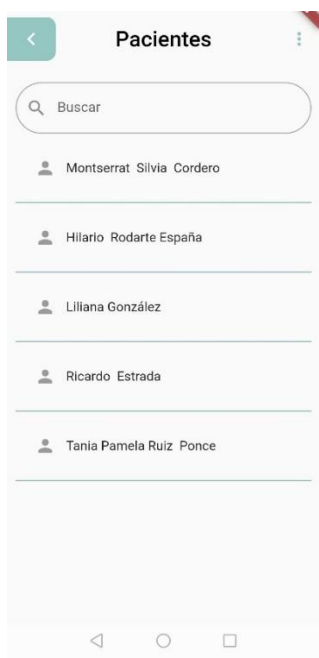 Pacientes
Buscar
Montserrat Silvia Cordero
Hilario Rodarte España
Liliana González
Ricardo Estrada
Tania Pamela Ruiz Ponce